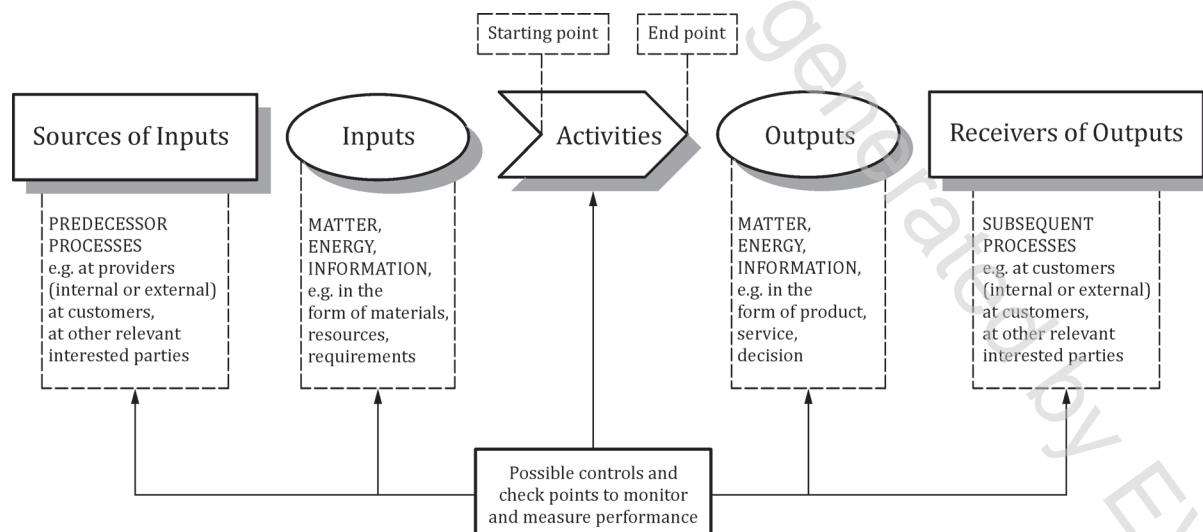 Starting point
End point
Sources of Inputs
Inputs
Activities
Outputs
Receivers of Outputs
PREDECESSOR
PROCESSES
e.g. at providers
(internal or external)
at customers,
at other relevant
interested parties
MATTER,
ENERGY,
INFORMATION,
e.g. in the
form of materials,
resources,
requirements
MATTER,
ENERGY,
INFORMATION,
e.g. in the
form of product,
service,
decision
SUBSEQUENT
PROCESSES
e.g. at customers
(internal or external)
at customers,
at other relevant
interested parties
Possible controls and
check points to monitor
and measure performance
generated by